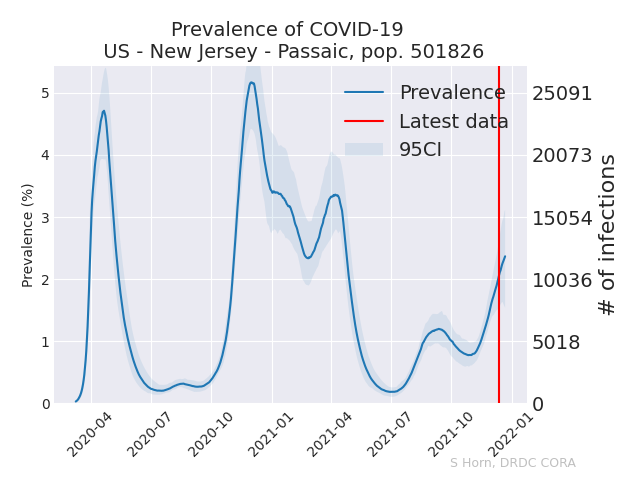 Prevalence of COVID-19
US - New Jersey - Passaic, pop. 501826
Prevalence
Latest data
95CI
Prevalence (%)
5
4
3
2
1
0
25091
20073
15054
10036
5018
0
# of infections
2020-04
2020-07
2020-10
2021-01
2021-04
2021-07
2021-10
2022-01
S Horn, DRDC CORA